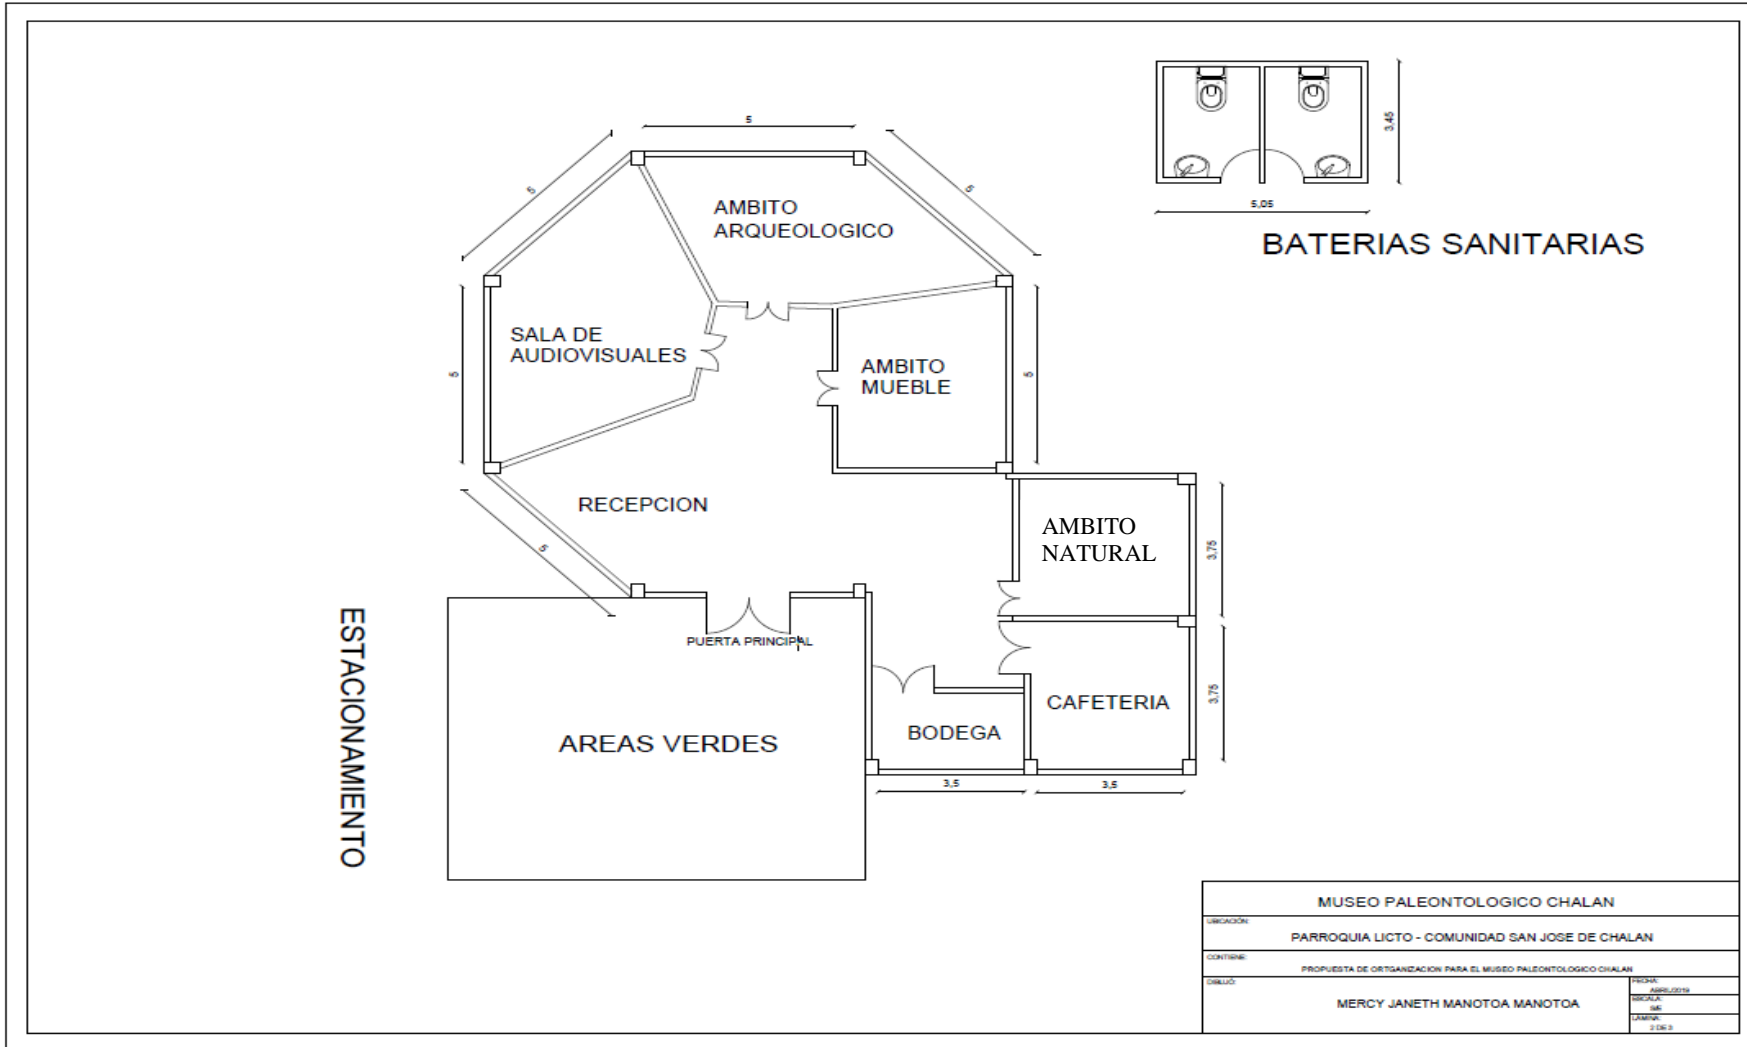 5
3,45
5
5
5,05
AMBITO
ARQUEOLOGICO
BATERIAS SANITARIAS
SALA DE
AUDIOVISUALES
5
AMBITO
MUEBLE
5
RECEPCION
5
AMBITO
NATURAL
3,75
PUERTA PRINCIPAL
ESTACIONAMIENTO
AREAS VERDES
BODEGA
CAFETERIA
3,75
3,5
3,5
MUSEO PALEONTOLOGICO CHALAN
UBICACIÓN:
PARROQUIA LICTO - COMUNIDAD SAN JOSE DE CHALAN
CONTIENE:
PROPUESTA DE ORTGANIZACION PARA EL MUSEO PALEONTOLOGICO CHALAN
DIBUJO:
MERCY JANETH MANOTOA MANOTOA
FECHA:
ABRIL/2019
ESCALA:
S/E
LAMINA:
2 DE 3